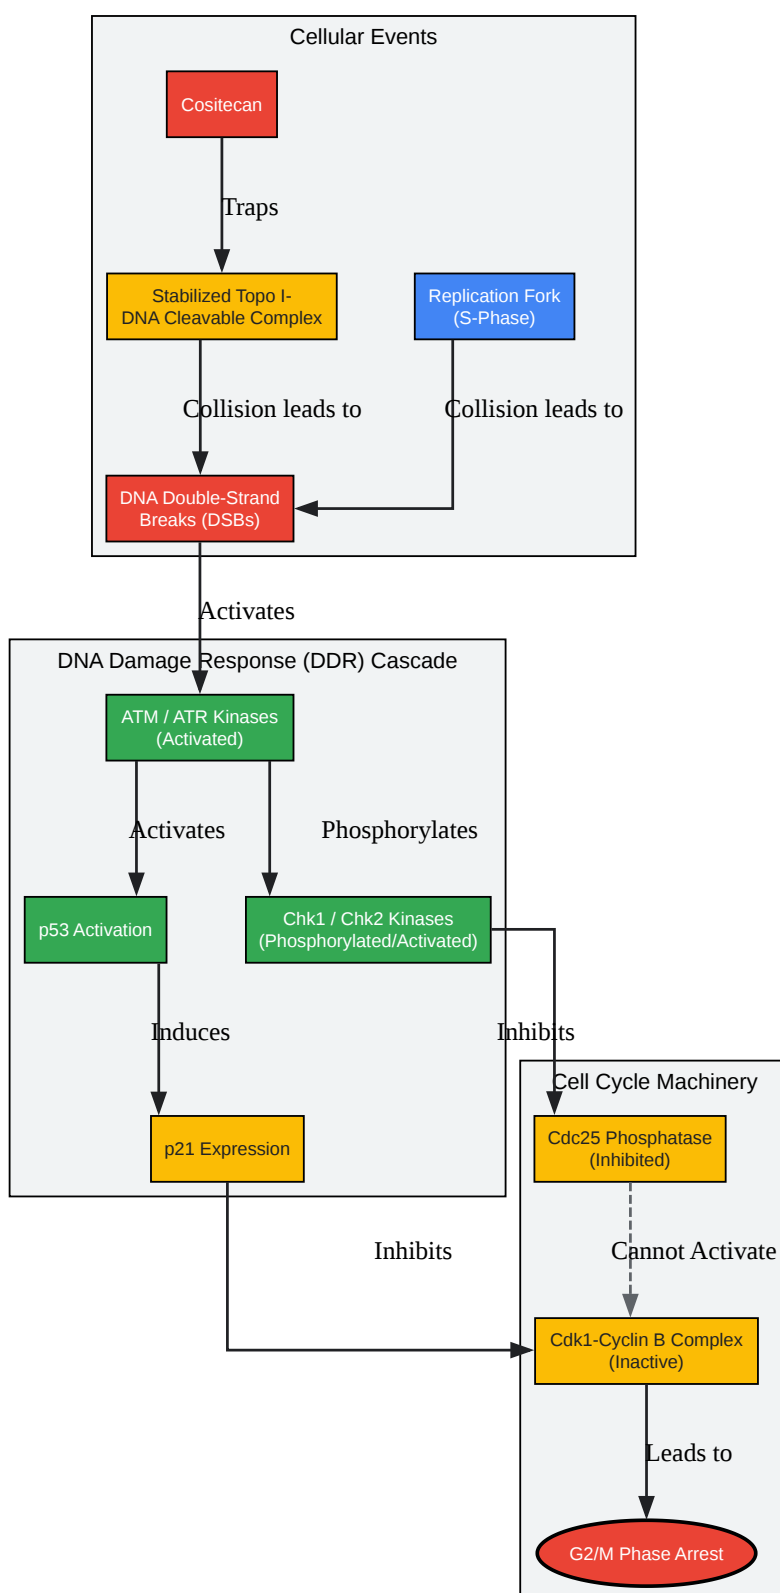 Cellular Events
Cositecan
Traps
Stabilized Topo I-
DNA Cleavable Complex
Replication Fork
(S-Phase)
Collision leads to
Collision leads to
DNA Double-Strand
Breaks (DSBs)
Activates
DNA Damage Response (DDR) Cascade
ATM / ATR Kinases
(Activated)
Activates
Phosphorylates
p53 Activation
Chk1 / Chk2 Kinases
(Phosphorylated/Activated)
Induces
Inhibits
Cell Cycle Machinery
p21 Expression
Cdc25 Phosphatase
(Inhibited)
Inhibits
Cannot Activate
Cdk1-Cyclin B Complex
(Inactive)
Leads to
G2/M Phase Arrest